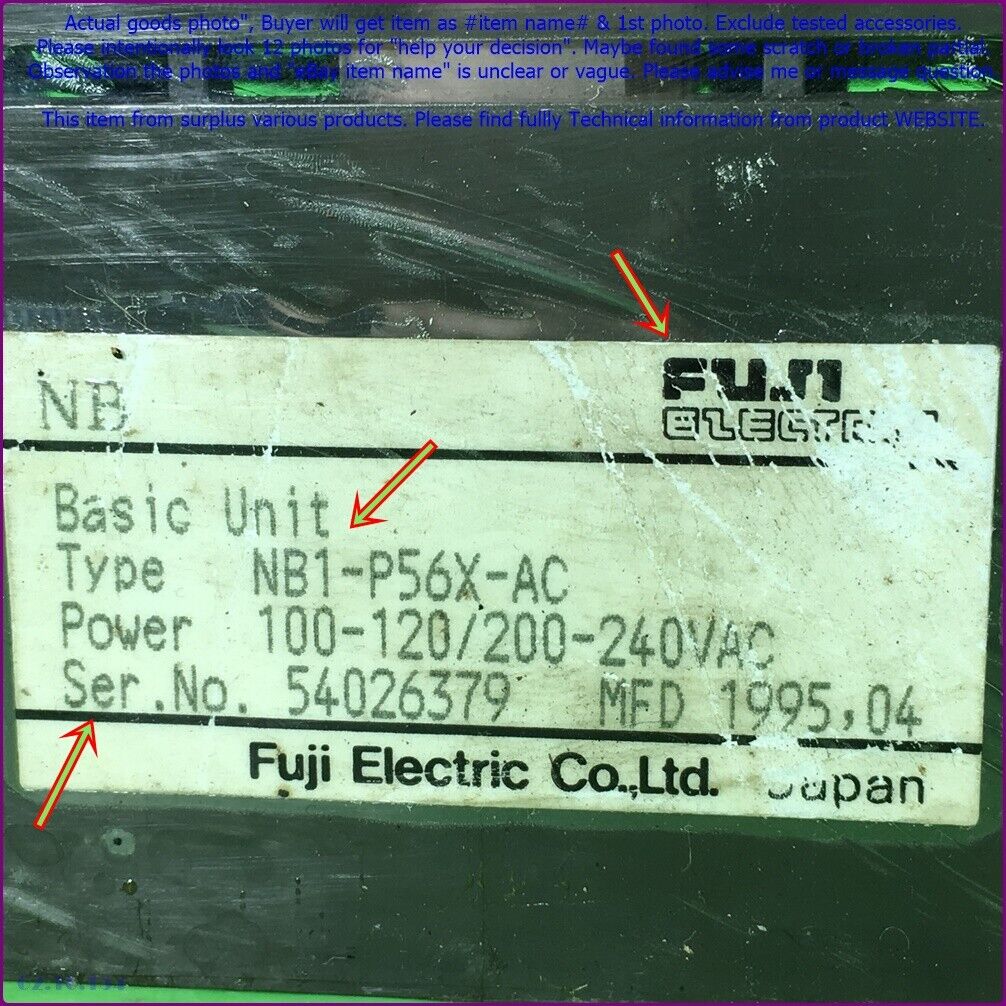 Actual goods photo", Buyer will get item as #item name# & 1st photo. Exclude tested accessories.
Please intentionally look 12 photos for "help your decision". Maybe found some scratch or broken partial.
Observation the photos and "eBay item name" is unclear or vague. Please advise me or message question
This item from surplus various products. Please find fullly Technical information from product WEBSITE.
NB
FUJI
ELECTRIC
Basic Unit
Type NB1-P56X-AC
Power 100-120/200-240VAC
Ser.No. 54026379 MFD 1995,04
Fuji Electric Co.,Ltd. Japan